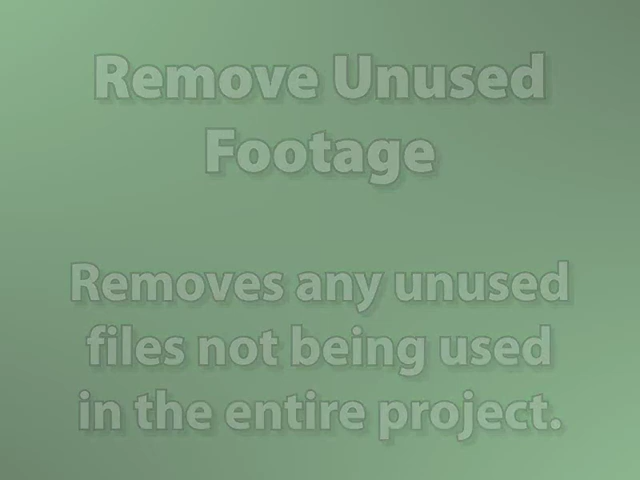 Remove Unused
Footage
Removes any unused
files not being used
in the entire project.